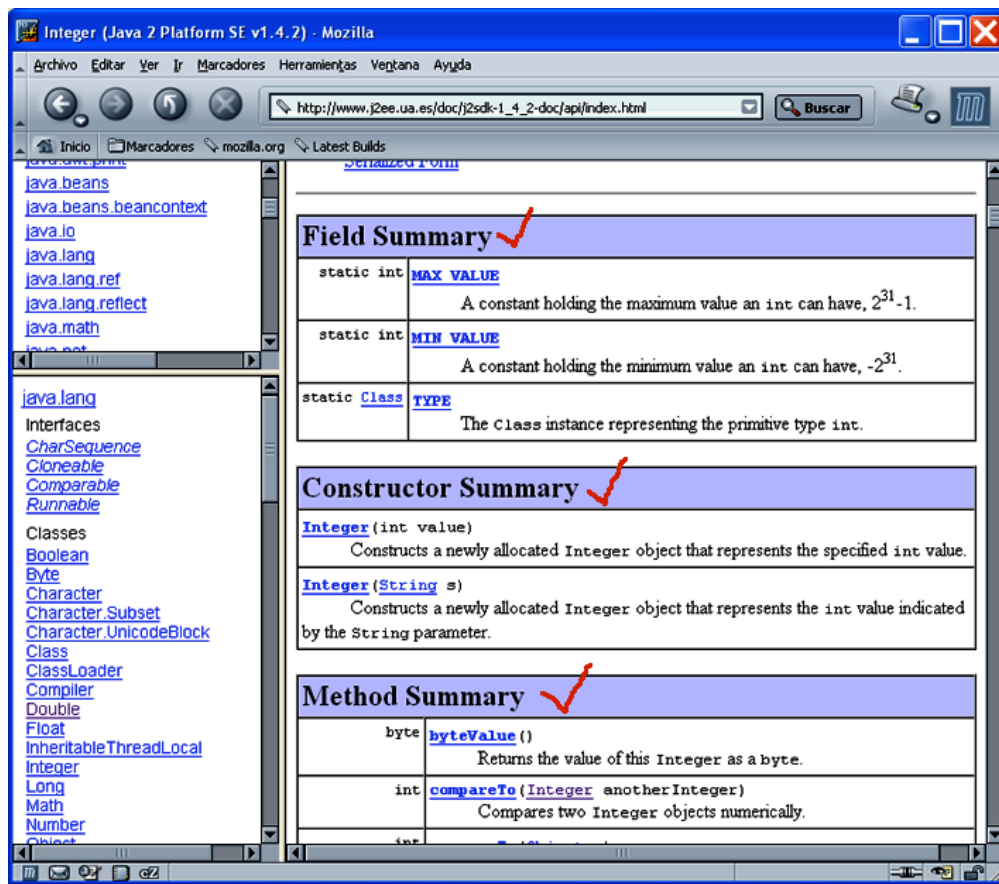 Integer (Java 2 Platform SE v1.4.2) - Mozilla
Archivo Editar Ver Ir Marcadores Herramientas Ventana Ayuda
http://www.j2ee.ua.es/doc/j2sdk-1_4_2-doc/api/index.html
Buscar
Inicio Marcadores mozilla.org Latest Builds
java.awt.print
java.beans
java.beans.beancontext
java.io
java.lang
java.lang.ref
java.lang.reflect
java.math
java.net
java.lang
Interfaces
CharSequence
Cloneable
Comparable
Runnable
Classes
Boolean
Byte
Character
Character.Subset
Character.UnicodeBlock
Class
ClassLoader
Compiler
Double
Float
InheritableThreadLocal
Integer
Long
Math
Number
Object
Serialized Form
Field Summary
static int MAX_VALUE
A constant holding the maximum value an int can have, 2^31-1.
static int MIN_VALUE
A constant holding the minimum value an int can have, -2^31.
static Class TYPE
The Class instance representing the primitive type int.
Constructor Summary
Integer(int value)
Constructs a newly allocated Integer object that represents the specified int value.
Integer(String s)
Constructs a newly allocated Integer object that represents the int value indicated
by the String parameter.
Method Summary
byte byteValue()
Returns the value of this Integer as a byte.
int compareTo(Integer anotherInteger)
Compares two Integer objects numerically.
int